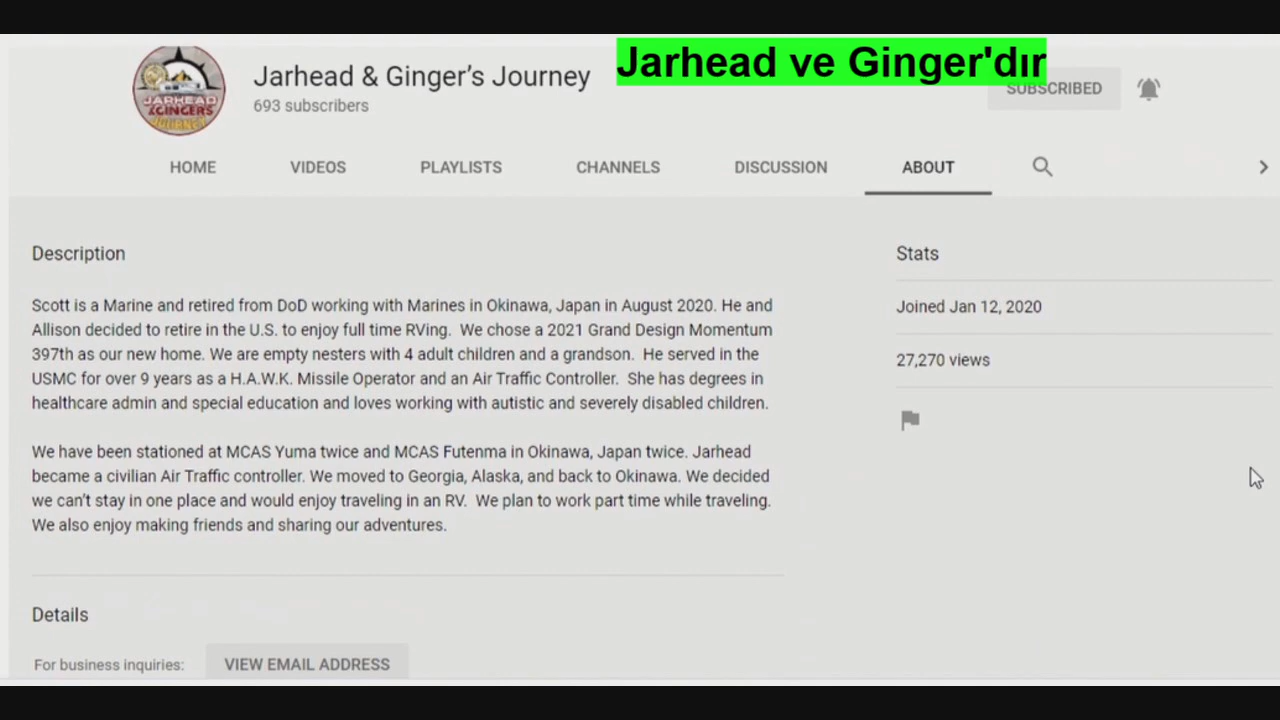 Jarhead ve Ginger'dır
Jarhead & Ginger’s Journey
693 subscribers
SUBSCRIBED
JARHEAD
& GINGERS
JOURNEY
HOME VIDEOS PLAYLISTS CHANNELS DISCUSSION ABOUT
Description
Scott is a Marine and retired from DoD working with Marines in Okinawa, Japan in August 2020. He and
Allison decided to retire in the U.S. to enjoy full time RVing. We chose a 2021 Grand Design Momentum
397th as our new home. We are empty nesters with 4 adult children and a grandson. He served in the
USMC for over 9 years as a H.A.W.K. Missile Operator and an Air Traffic Controller. She has degrees in
healthcare admin and special education and loves working with autistic and severely disabled children.
We have been stationed at MCAS Yuma twice and MCAS Futenma in Okinawa, Japan twice. Jarhead
became a civilian Air Traffic controller. We moved to Georgia, Alaska, and back to Okinawa. We decided
we can’t stay in one place and would enjoy traveling in an RV. We plan to work part time while traveling.
We also enjoy making friends and sharing our adventures.
Stats
Joined Jan 12, 2020
27,270 views
Details
For business inquiries: VIEW EMAIL ADDRESS